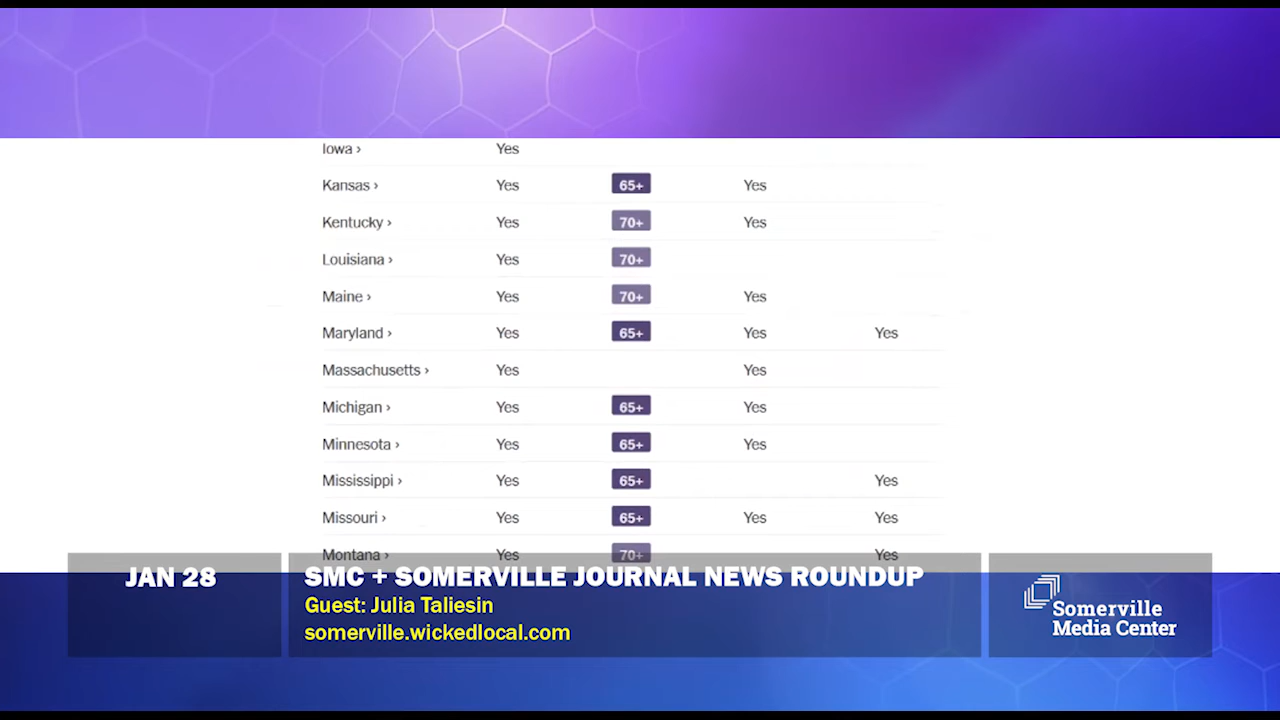 Iowa › Yes
Kansas › Yes 65+ Yes
Kentucky › Yes 70+ Yes
Louisiana › Yes 70+
Maine › Yes 70+ Yes
Maryland › Yes 65+ Yes Yes
Massachusetts › Yes Yes
Michigan › Yes 65+ Yes
Minnesota › Yes 65+ Yes
Mississippi › Yes 65+ Yes
Missouri › Yes 65+ Yes Yes
Montana › Yes 70+ Yes
JAN 28
SMC + SOMERVILLE JOURNAL NEWS ROUNDUP
Guest: Julia Taliesin
somerville.wickedlocal.com
Somerville
Media Center